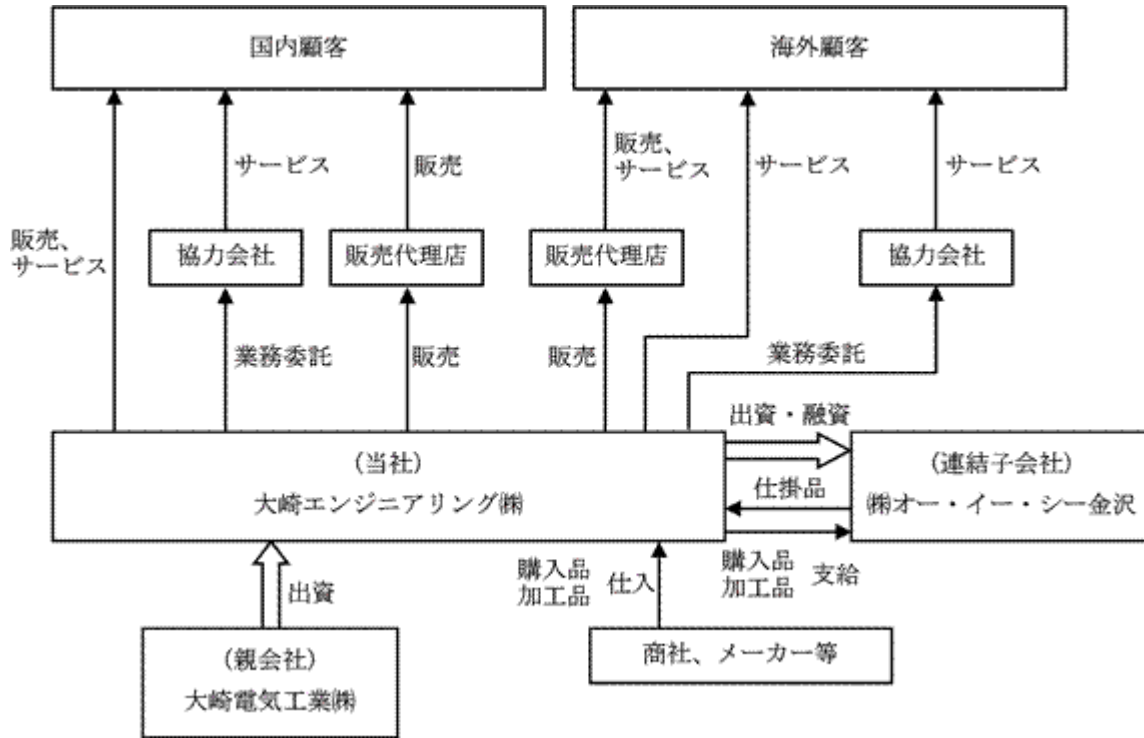 国内顧客
海外顧客
サービス
販売
販売、
サービス
サービス
サービス
販売、
サービス
協力会社
販売代理店
販売代理店
協力会社
業務委託
販売
販売
業務委託
出資・融資
(当社)
大崎エンジニアリング㈱
(連結子会社)
㈱オー・イー・シー金沢
仕掛品
購入品
加工品
仕入
購入品
加工品
支給
出資
(親会社)
大崎電気工業㈱
商社、メーカー等